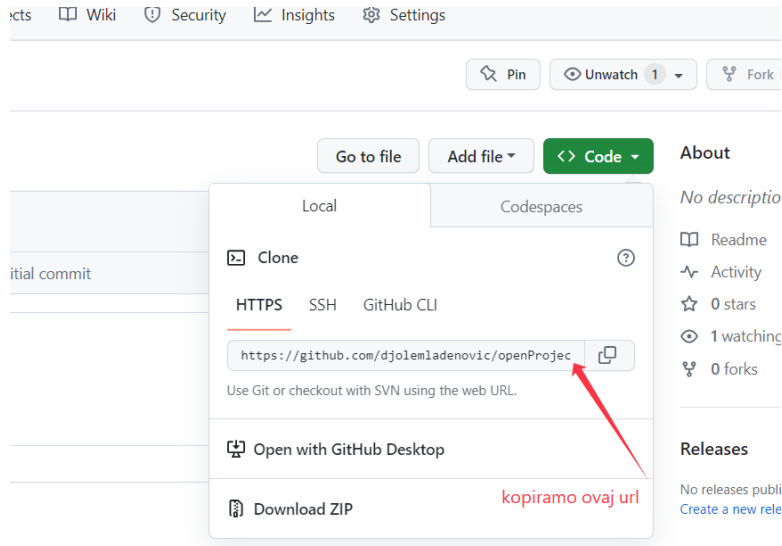 ects Wiki Security Insights Settings
Pin Unwatch 1 Fork
Go to file Add file <> Code About
Local Codespaces
No descriptio
Clone
Readme
itial commit
Activity
HTTPS SSH GitHub CLI
0 stars
https://github.com/djolemladenovic/openProjec
1 watching
Use Git or checkout with SVN using the web URL.
0 forks
Open with GitHub Desktop
Releases
kopiramo ovaj url
No releases publi
Download ZIP
Create a new rele